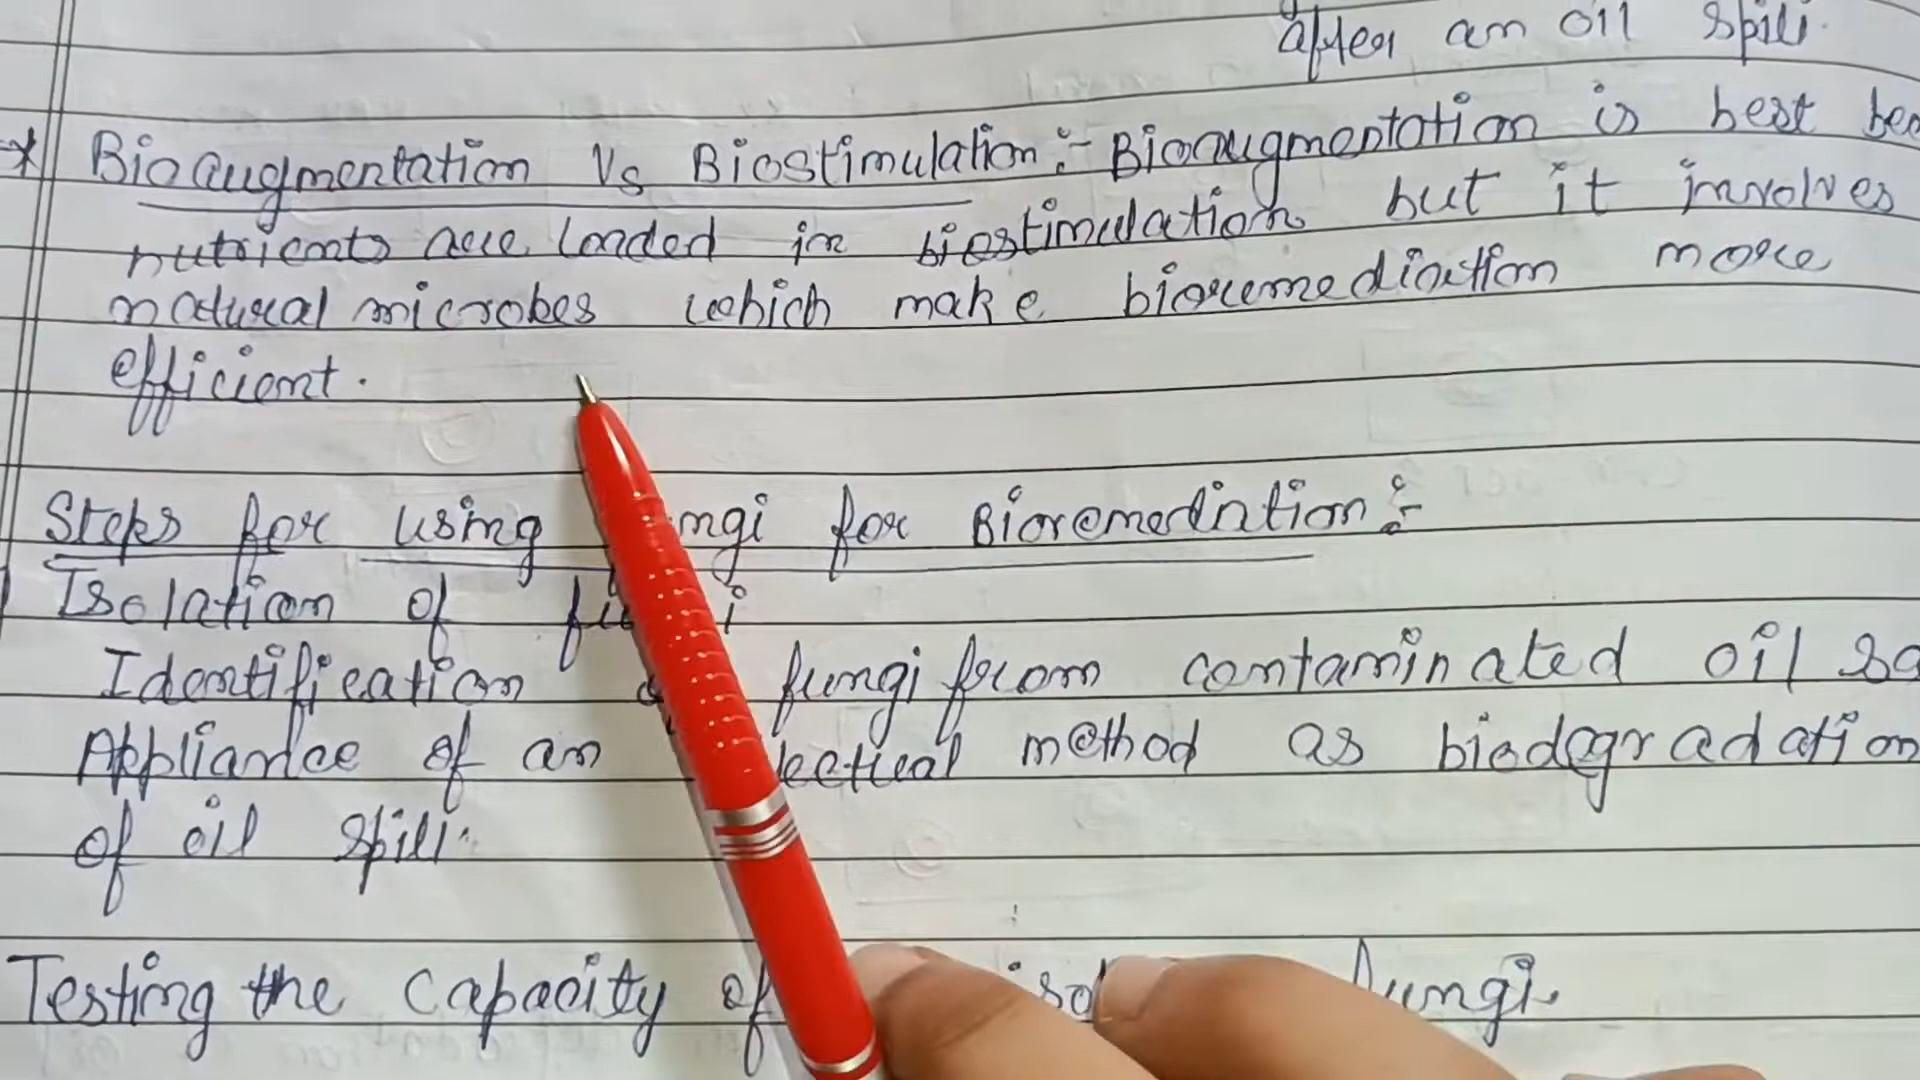 after an oil spill.
* Bioaugmentation Vs Biostimulation :- Bioaugmentation is best
nutrients are loaded in biostimulation but it involves
natural microbes which make bioremediation more
efficient.
Steps for using ngi for Bioremediation :-
Isolation of fungi
Identification fungi from contaminated oil
Appliance of an method as biodegradation
of oil spill.
Testing the capacity of fungi.